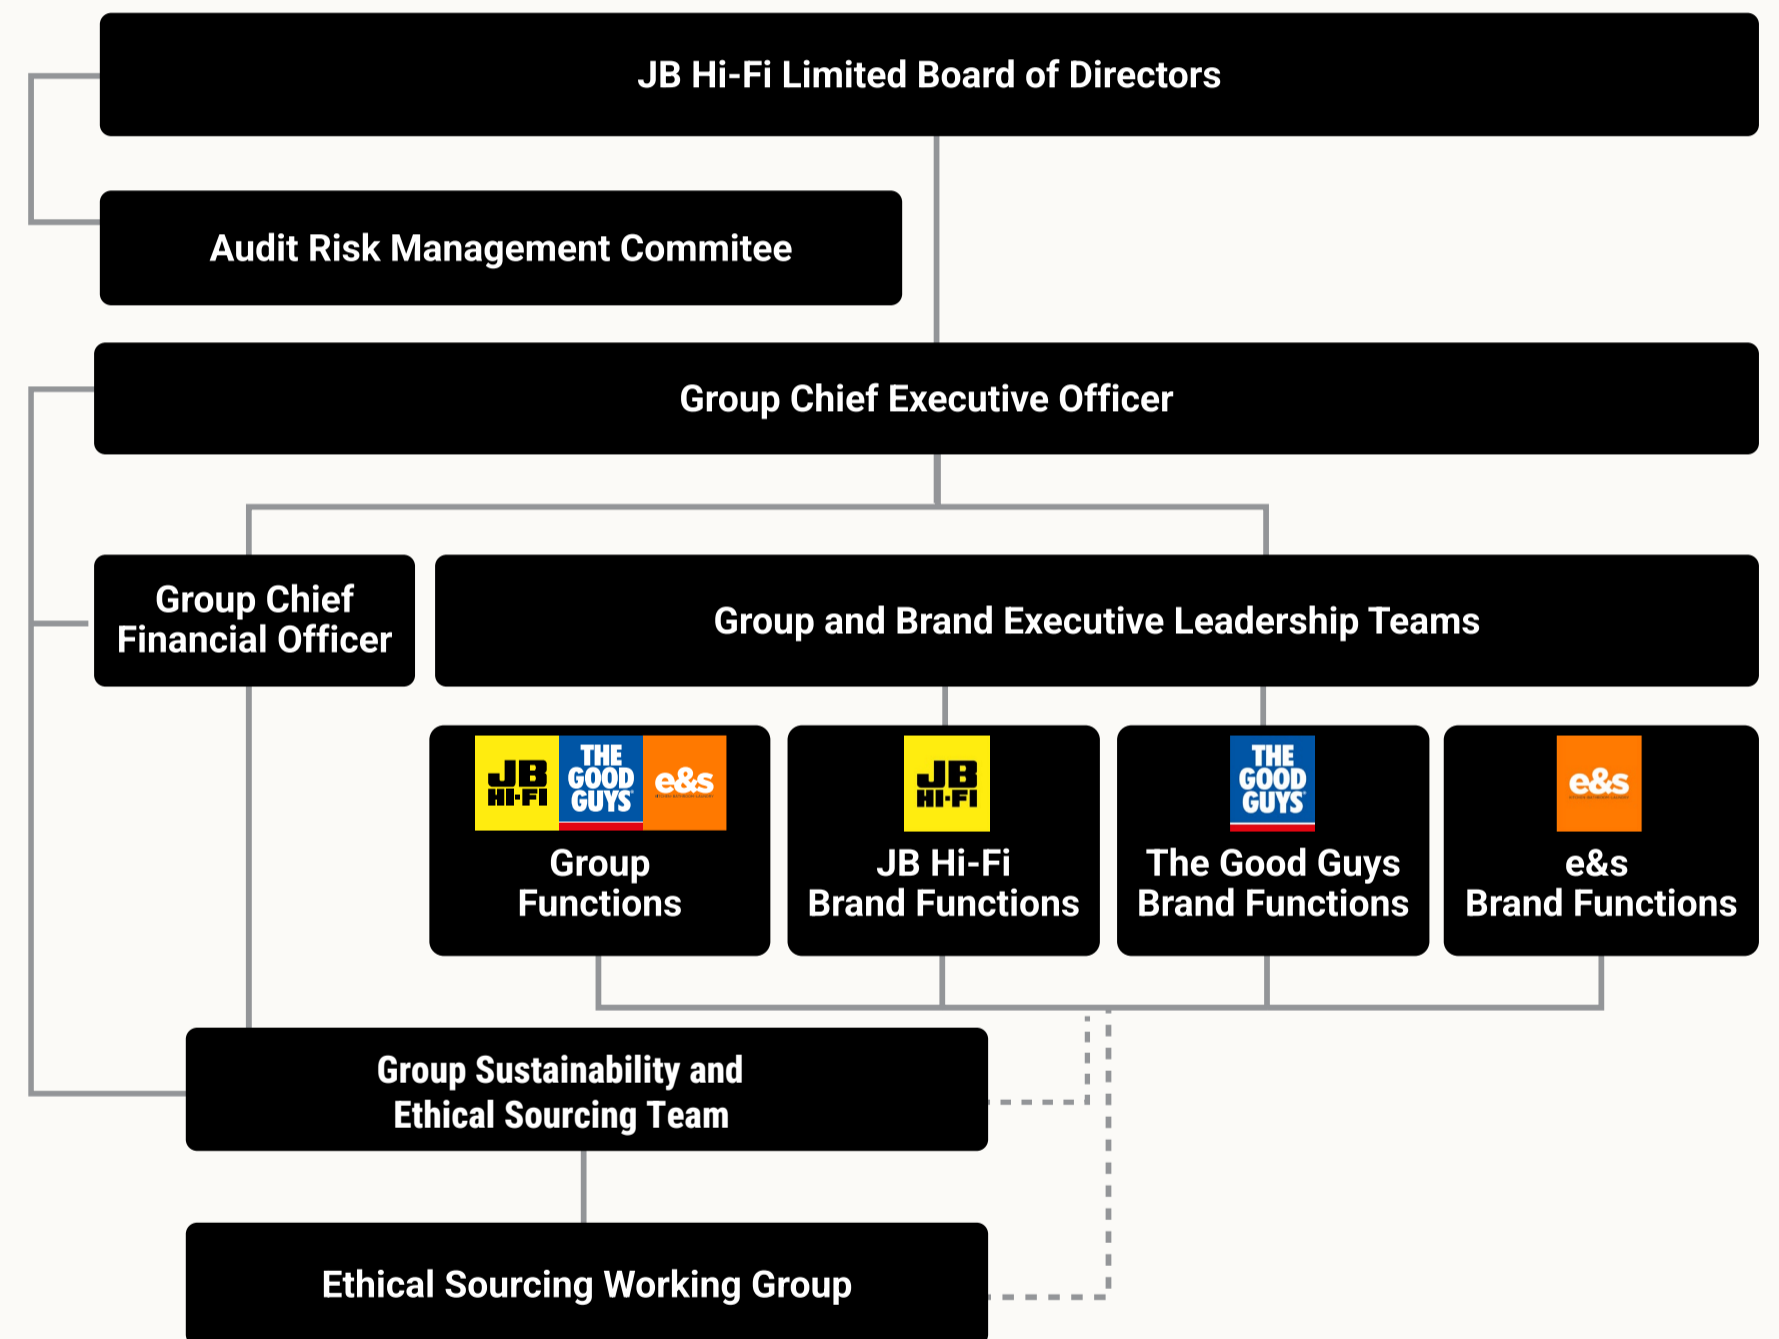 JB Hi-Fi Limited Board of Directors
Audit Risk Management Commitee
Group Chief Executive Officer
Group Chief
Financial Officer
Group and Brand Executive Leadership Teams
JB
HI-FI
THE
GOOD
GUYS
e&s
Group
Functions
JB
HI-FI
JB Hi-Fi
Brand Functions
THE
GOOD
GUYS
The Good Guys
Brand Functions
e&s
e&s
Brand Functions
Group Sustainability and
Ethical Sourcing Team
Ethical Sourcing Working Group